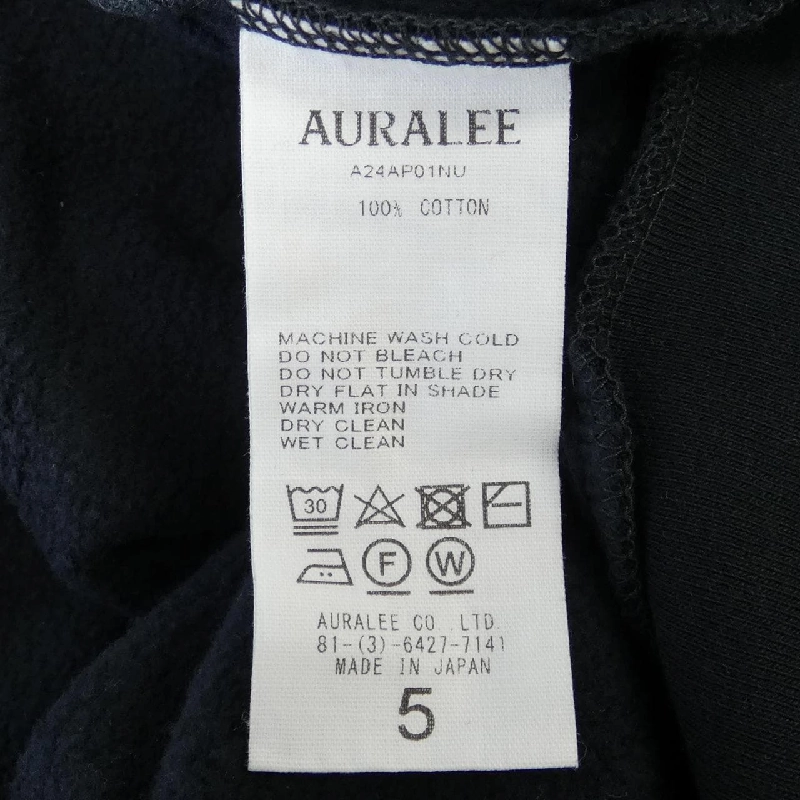 AURALEE
A24AP01NU
100% COTTON
MACHINE WASH COLD
DO NOT BLEACH
DO NOT TUMBLE DRY
DRY FLAT IN SHADE
WARM IRON
DRY CLEAN
WET CLEAN
30
F W
AURALEE CO .LTD.
81-(3)-6427-7141
MADE IN JAPAN
5